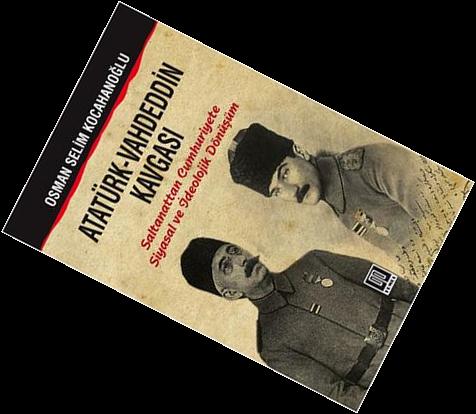 OSMAN SELİM KOCAHANOĞLU
ATATÜRK-VAHDEDDİN
KAVGASI
Saltanattan Cumhuriyete
Siyasal ve İdeolojik Dönüşüm